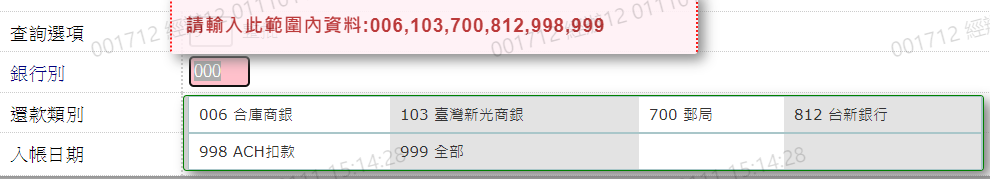 請輸入此範圍內資料:006,103,700,812,998,999
查詢選項
銀行別 000
還款類別 006 合庫商銀 103 臺灣新光商銀 700 郵局 812 台新銀行
入帳日期 998 ACH扣款 999 全部